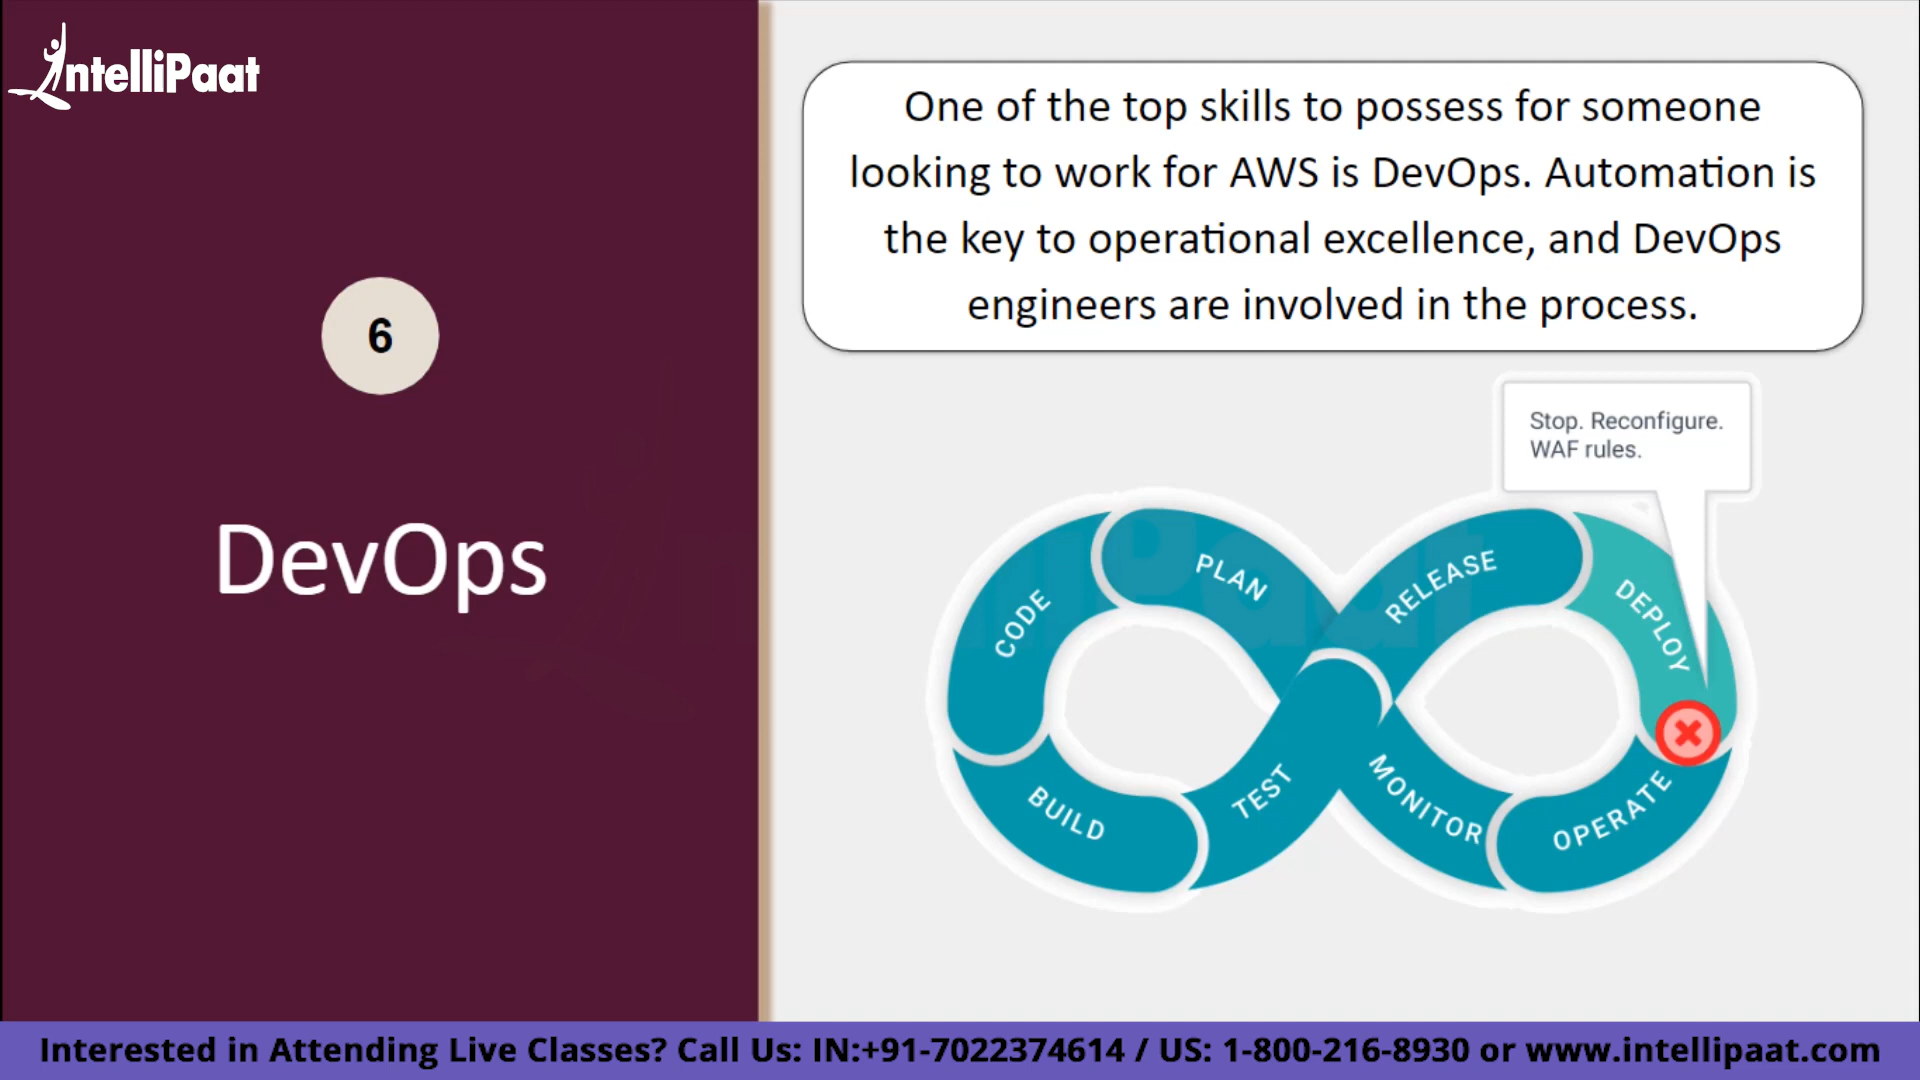 IntelliPaat
6
DevOps
One of the top skills to possess for someone
looking to work for AWS is DevOps. Automation is
the key to operational excellence, and DevOps
engineers are involved in the process.
Stop. Reconfigure.
WAF rules.
PLAN
CODE
BUILD
TEST
RELEASE
DEPLOY
OPERATE
MONITOR
Interested in Attending Live Classes? Call Us: IN:+91-7022374614 / US: 1-800-216-8930 or www.intellipaat.com